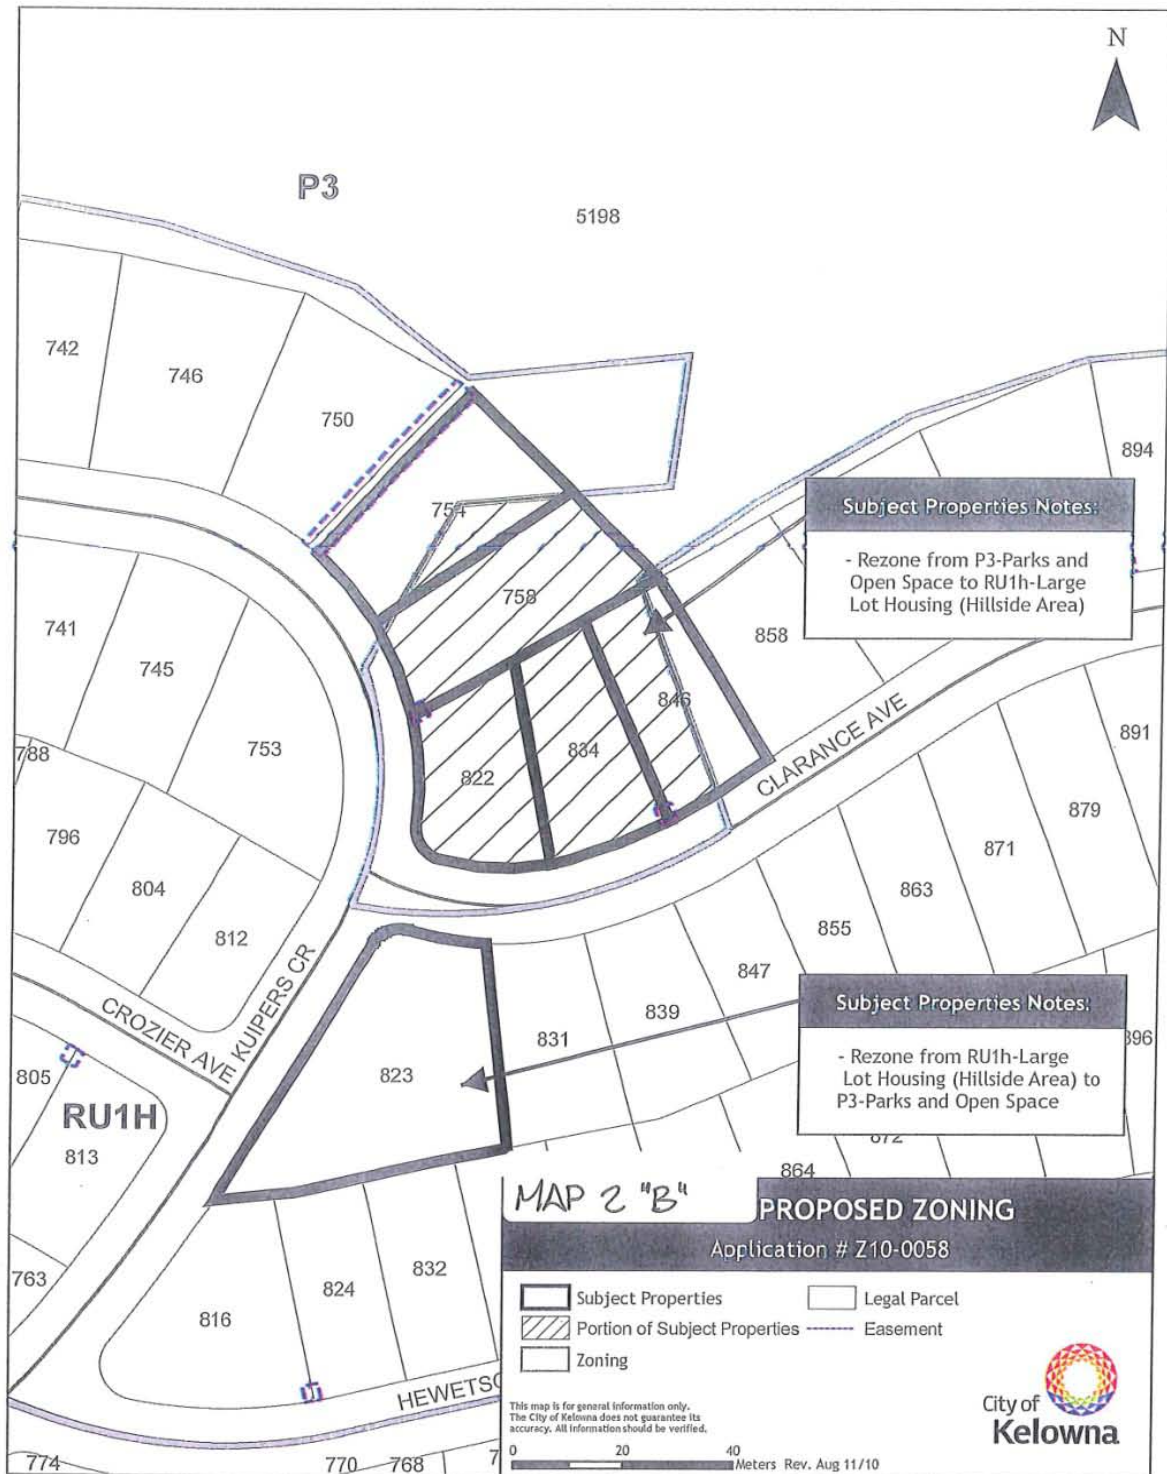 N
P3
5198
742
746
750
894
Subject Properties Notes:
- Rezone from P3-Parks and
Open Space to RU1h-Large
Lot Housing (Hillside Area)
754
758
741
745
858
846
753
788
891
822
834
CLARANCE AVE
796
879
871
804
863
812
855
847
839
831
CROZIER AVE
KUIPERS CR
Subject Properties Notes:
- Rezone from RU1h-Large
Lot Housing (Hillside Area) to
P3-Parks and Open Space
896
805
823
RU1H
813
872
864
MAP 2 "B"
PROPOSED ZONING
Application # Z10-0058
763
832
824
816
Subject Properties
Legal Parcel
Portion of Subject Properties
Easement
Zoning
This map is for general information only.
The City of Kelowna does not guarantee its
accuracy. All information should be verified.
0 20 40
Meters Rev. Aug 11/10
City of
Kelowna
774
770
768